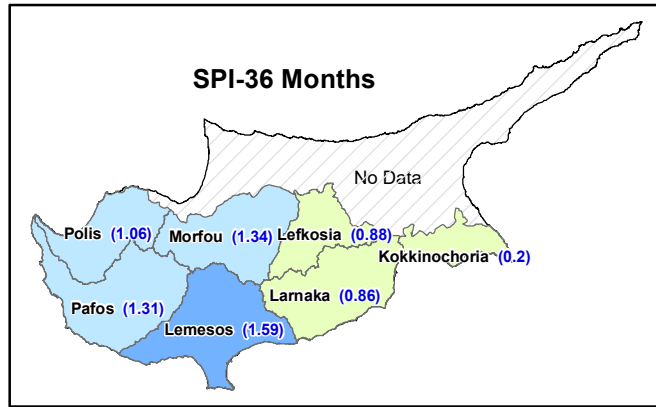 SPI-36 Months
No Data
Polis (1.06)
Morfou (1.34)
Lefkosia (0.88)
Kokkinochoria (0.2)
Pafos (1.31)
Larnaka (0.86)
Lemesos (1.59)